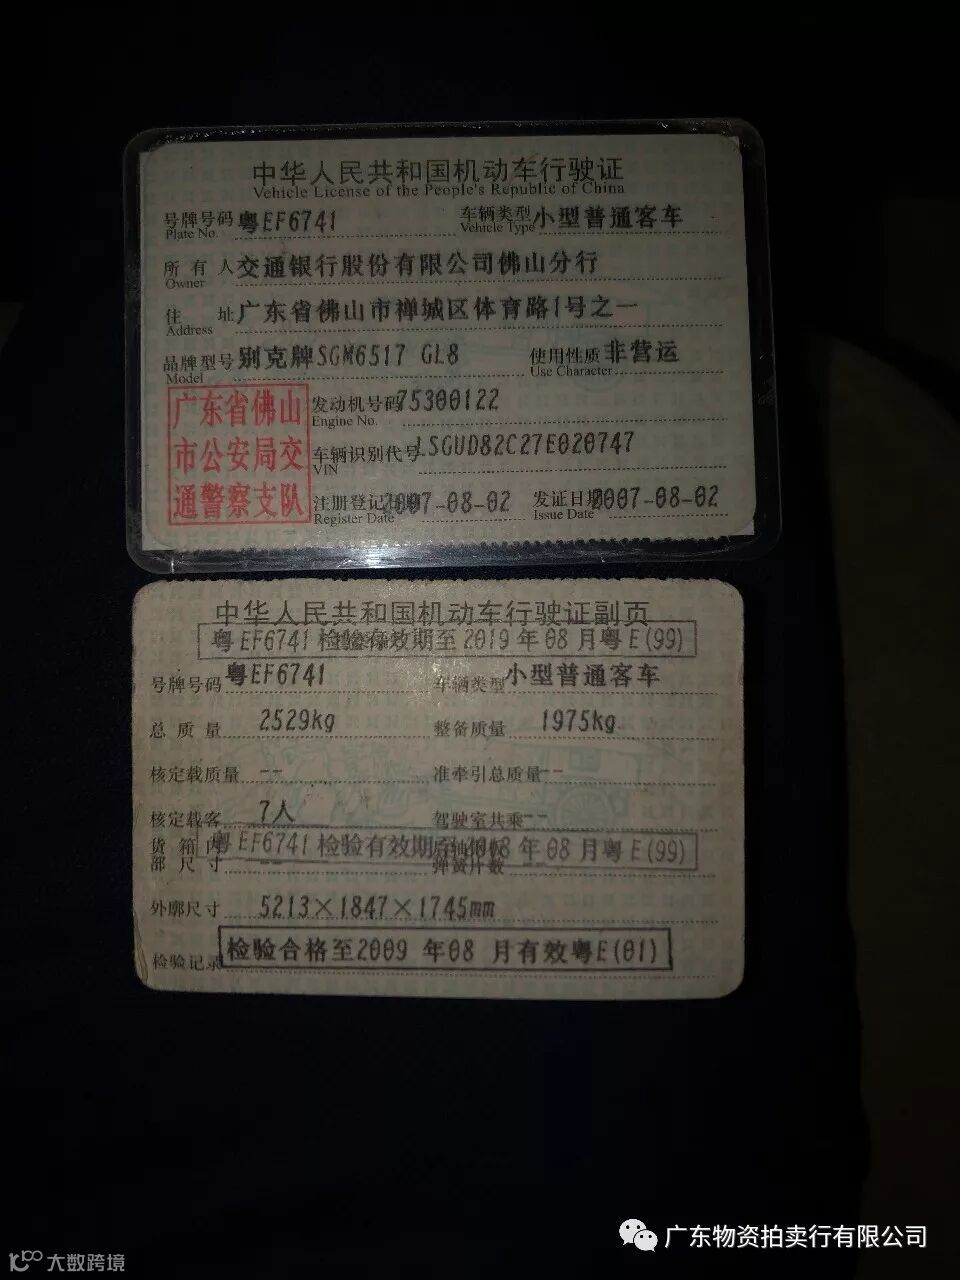 中华人民共和国机动车行驶证
Vehicle License of the People's Republic of China
号牌号码 粤EF6741 车辆类型 小型普通客车
Plate No. Vehicle Type
所有人 交通银行股份有限公司佛山分行
Owner
住址 广东省佛山市禅城区体育路1号之一
Address
品牌型号 别克牌SGM6517 GL8 使用性质 非营运
Model Use Character
广东省佛山
市公安局交
通警察支队
发动机号码 75300122
Engine No.
车辆识别代号 LSGUD82C27E020747
VIN
注册登记日期 2007-08-02 发证日期 2007-08-02
Register Date Issue Date
中华人民共和国机动车行驶证副页
粤EF6741 检验有效期至2019年08月粤E(99)
号牌号码 粤EF6741 车辆类型 小型普通客车
总质量 2529kg 整备质量 1975kg
核定载质量 -- 准牵引总质量 --
核定载客 7人 驾驶室共乘 --
货箱内
部尺寸 -- 弹簧片数 --
粤EF6741 检验有效期至2018年08月粤E(99)
外廓尺寸 5213×1847×1745mm
检验记录 检验合格至2009年08月有效粤E(01)
广东物资拍卖行有限公司
大数跨境